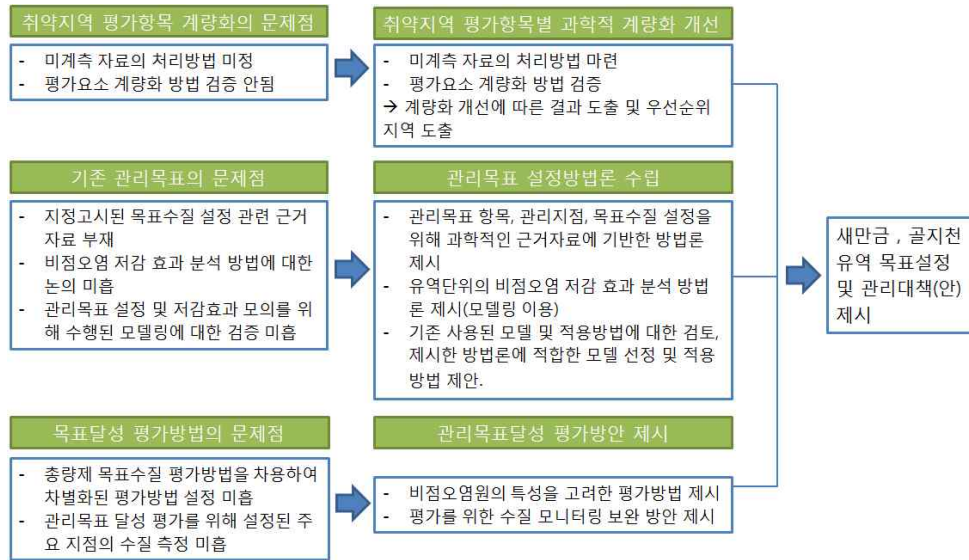 취약지역 평가항목 계량화의 문제점
- 미계측 자료의 처리방법 미정
- 평가요소 계량화 방법 검증 안됨
취약지역 평가항목별 과학적 계량화 개선
- 미계측 자료의 처리방법 마련
- 평가요소 계량화 방법 검증
→ 계량화 개선에 따른 결과 도출 및 우선순위
지역 도출
기존 관리목표의 문제점
- 지정고시된 목표수질 설정 관련 근거
자료 부재
- 비점오염 저감 효과 분석 방법에 대한
논의 미흡
- 관리목표 설정 및 저감효과 모의를 위
해 수행된 모델링에 대한 검증 미흡
관리목표 설정방법론 수립
- 관리목표 항목, 관리지점, 목표수질 설정을
위해 과학적인 근거자료에 기반한 방법론
제시
- 유역단위의 비점오염 저감 효과 분석 방법
론 제시(모델링 이용)
- 기존 사용된 모델 및 적용방법에 대한 검토,
제시한 방법론에 적합한 모델 선정 및 적용
방법 제안.
목표달성 평가방법의 문제점
- 총량제 목표수질 평가방법을 차용하여
차별화된 평가방법 설정 미흡
- 관리목표 달성 평가를 위해 설정된 주
요 지점의 수질 측정 미흡
관리목표달성 평가방안 제시
- 비점오염원의 특성을 고려한 평가방법 제시
- 평가를 위한 수질 모니터링 보완 방안 제시
새만금 , 골지천
유역 목표설정
및 관리대책(안)
제시